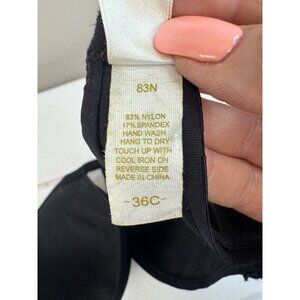 83N
83% NYLON
17% SPANDEX
HAND WASH
HANG TO DRY
TOUCH UP WITH
COOL IRON ON
REVERSE SIDE
MADE IN CHINA
-36C-